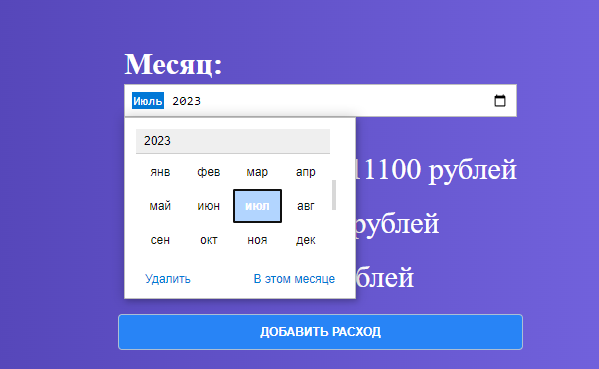 Месяц:
Июль 2023
2023
янв фев мар апр
май июн июл авг
сен окт ноя дек
Удалить В этом месяце
11100 рублей
рублей
блей
ДОБАВИТЬ РАСХОД